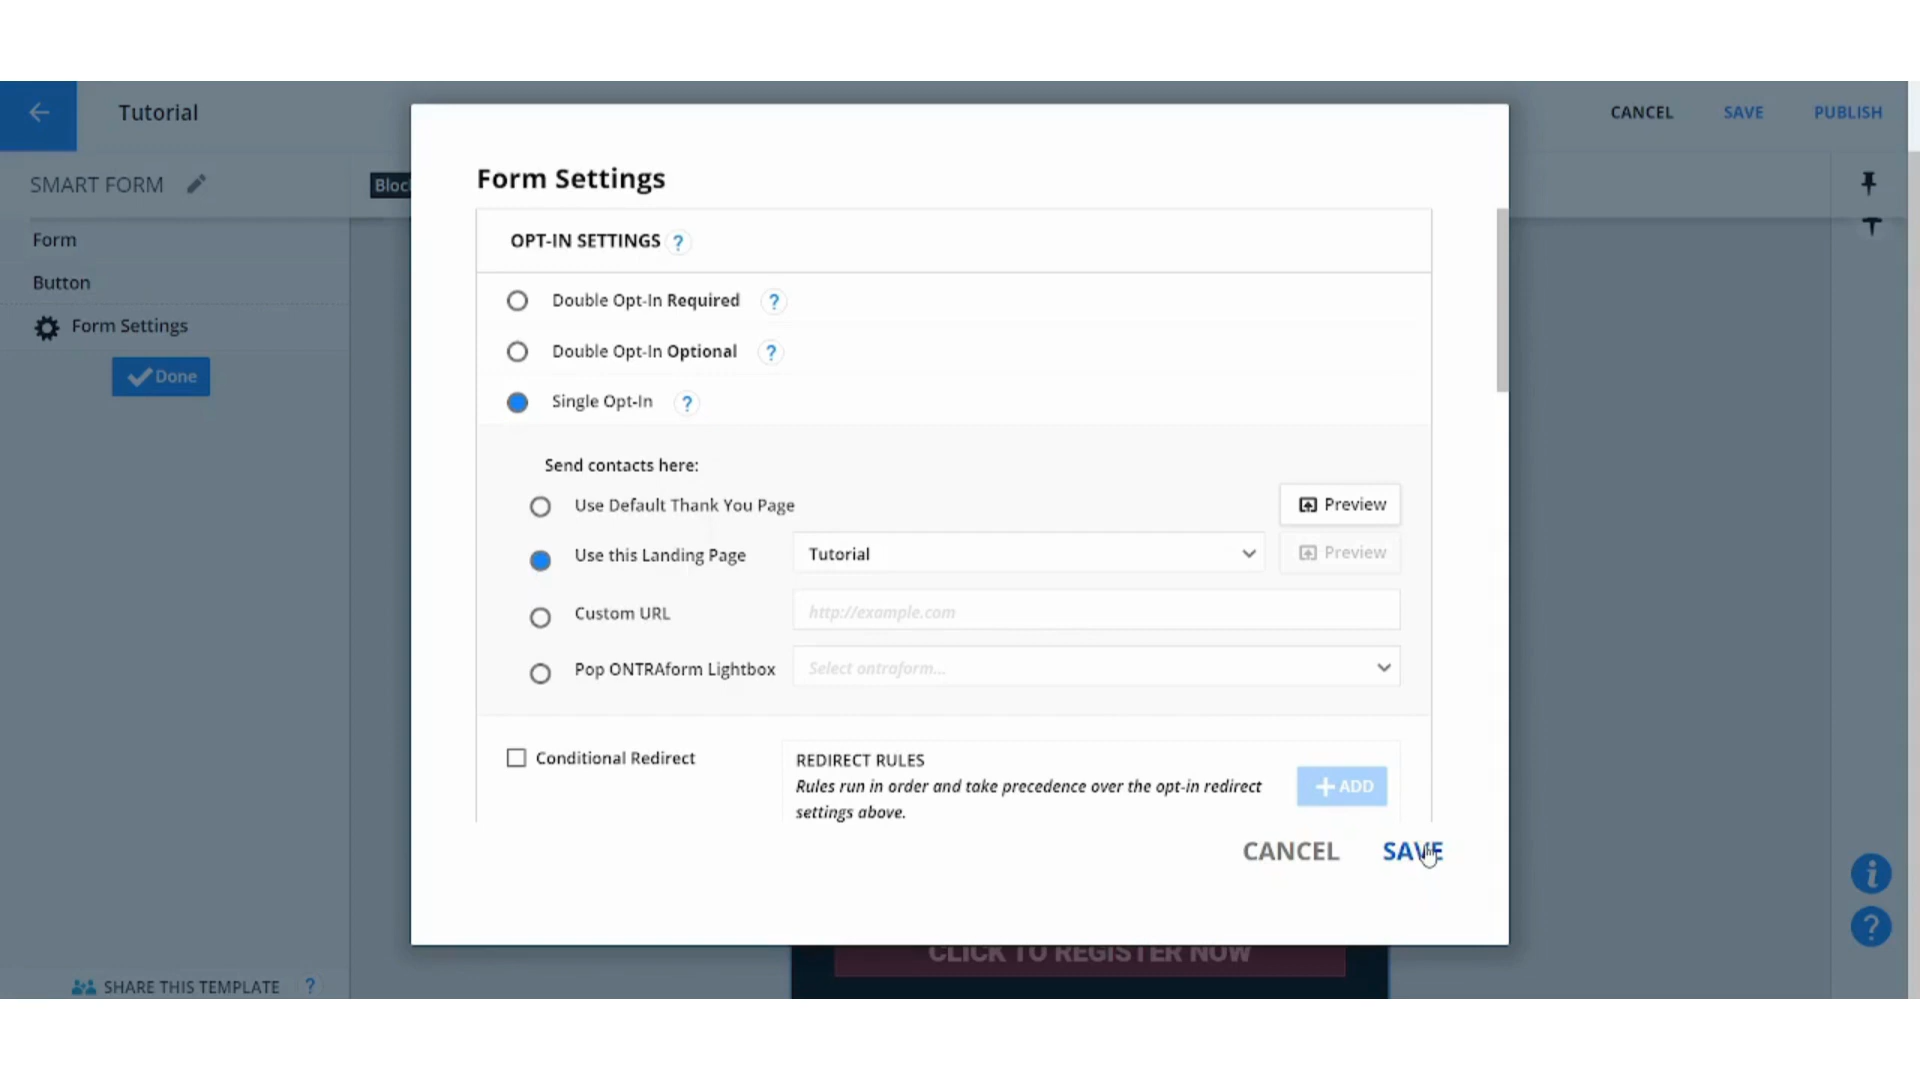 Tutorial
CANCEL
SAVE
PUBLISH
SMART FORM
Bloc
Form
Button
Form Settings
Done
SHARE THIS TEMPLATE ?
Form Settings
OPT-IN SETTINGS ?
Double Opt-In Required ?
Double Opt-In Optional ?
Single Opt-In ?
Send contacts here:
Use Default Thank You Page
Preview
Use this Landing Page
Tutorial
Preview
Custom URL
http://example.com
Pop ONTRAform Lightbox
Select ontraform...
Conditional Redirect
REDIRECT RULES
Rules run in order and take precedence over the opt-in redirect
settings above.
+ ADD
CANCEL
SAVE
CLICK TO REGISTER NOW
i
?